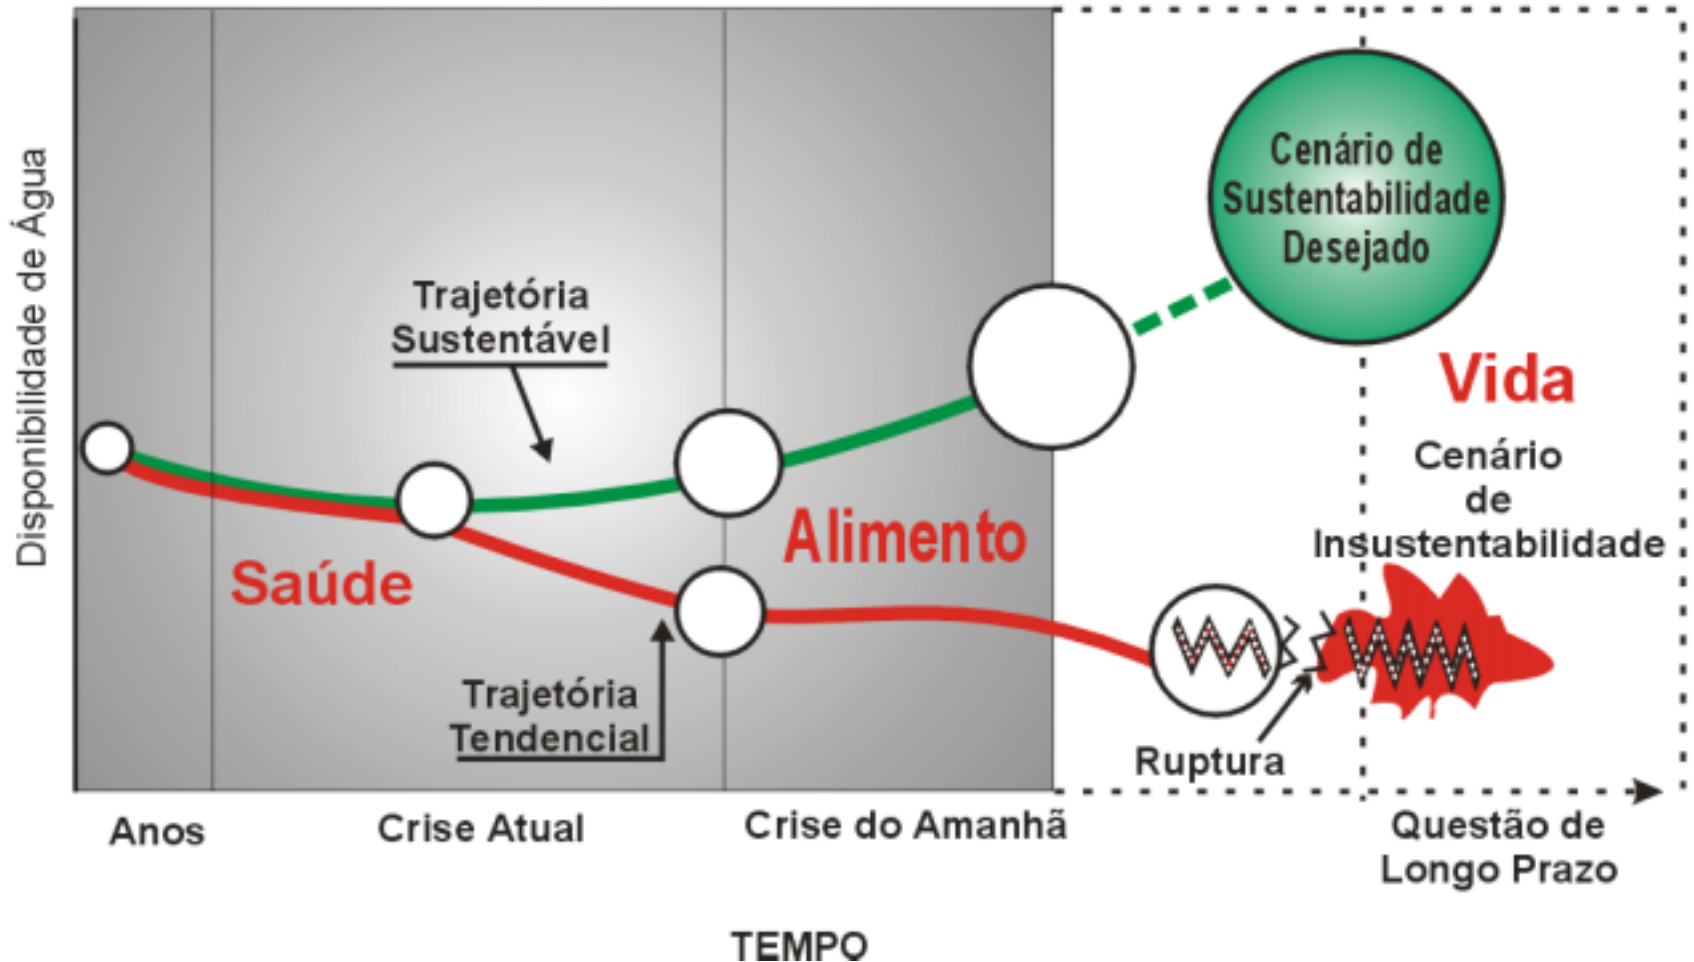 Disponibilidade de Água
Cenário de
Sustentabilidade
Desejado
Trajetória
Sustentável
Vida
Cenário
de
Insustentabilidade
Alimento
Saúde
Trajetória
Tendencial
Ruptura
Anos
Crise Atual
Crise do Amanhã
Questão de
Longo Prazo
TEMPO